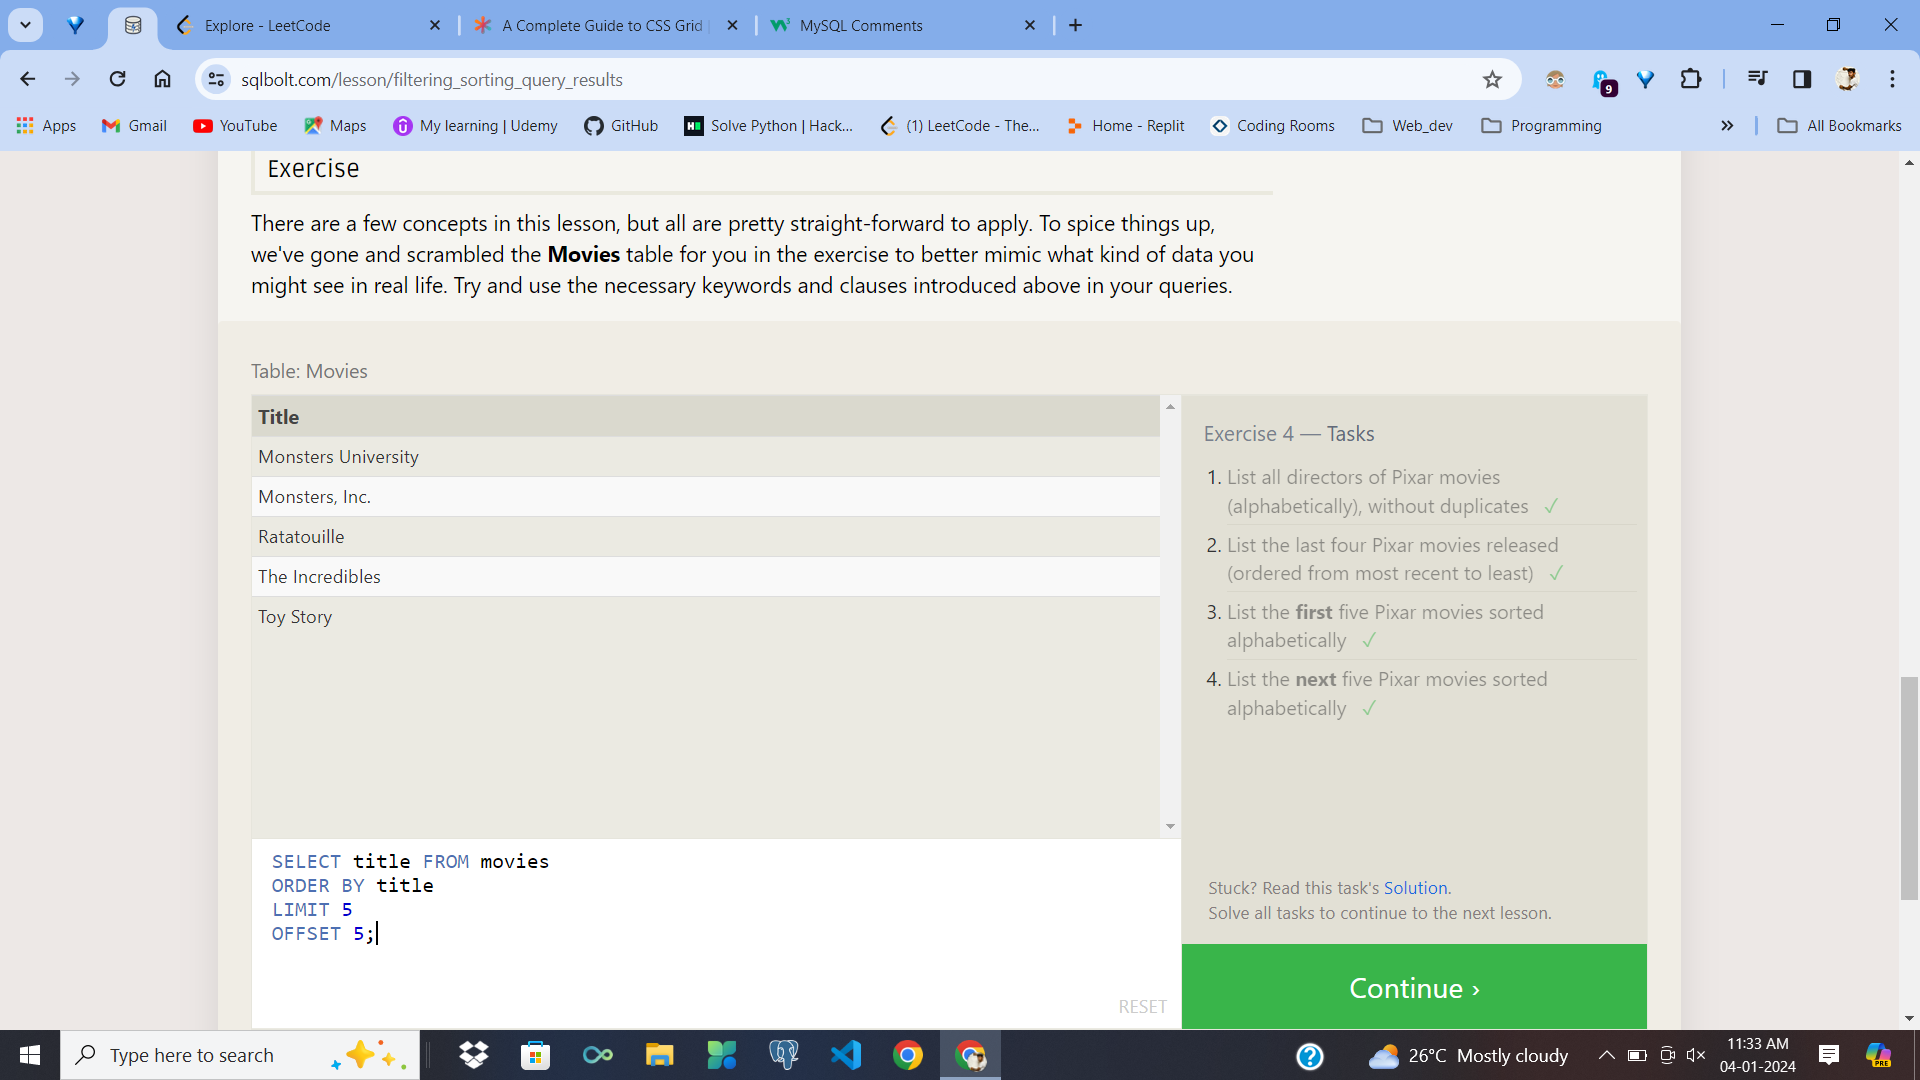 Explore - LeetCode
A Complete Guide to CSS Grid
MySQL Comments
sqlbolt.com/lesson/filtering_sorting_query_results
9
Apps
Gmail
YouTube
Maps
My learning | Udemy
GitHub
Solve Python | Hack...
(1) LeetCode - The...
Home - Replit
Coding Rooms
Web_dev
Programming
All Bookmarks
Exercise
There are a few concepts in this lesson, but all are pretty straight-forward to apply. To spice things up,
we've gone and scrambled the Movies table for you in the exercise to better mimic what kind of data you
might see in real life. Try and use the necessary keywords and clauses introduced above in your queries.
Table: Movies
Title
Monsters University
Monsters, Inc.
Ratatouille
The Incredibles
Toy Story
SELECT title FROM movies
ORDER BY title
LIMIT 5
OFFSET 5;
RESET
Exercise 4 — Tasks
1. List all directors of Pixar movies
(alphabetically), without duplicates ✓
2. List the last four Pixar movies released
(ordered from most recent to least) ✓
3. List the first five Pixar movies sorted
alphabetically ✓
4. List the next five Pixar movies sorted
alphabetically ✓
Stuck? Read this task's Solution.
Solve all tasks to continue to the next lesson.
Continue ›
Type here to search
26°C Mostly cloudy
11:33 AM
04-01-2024
PRE